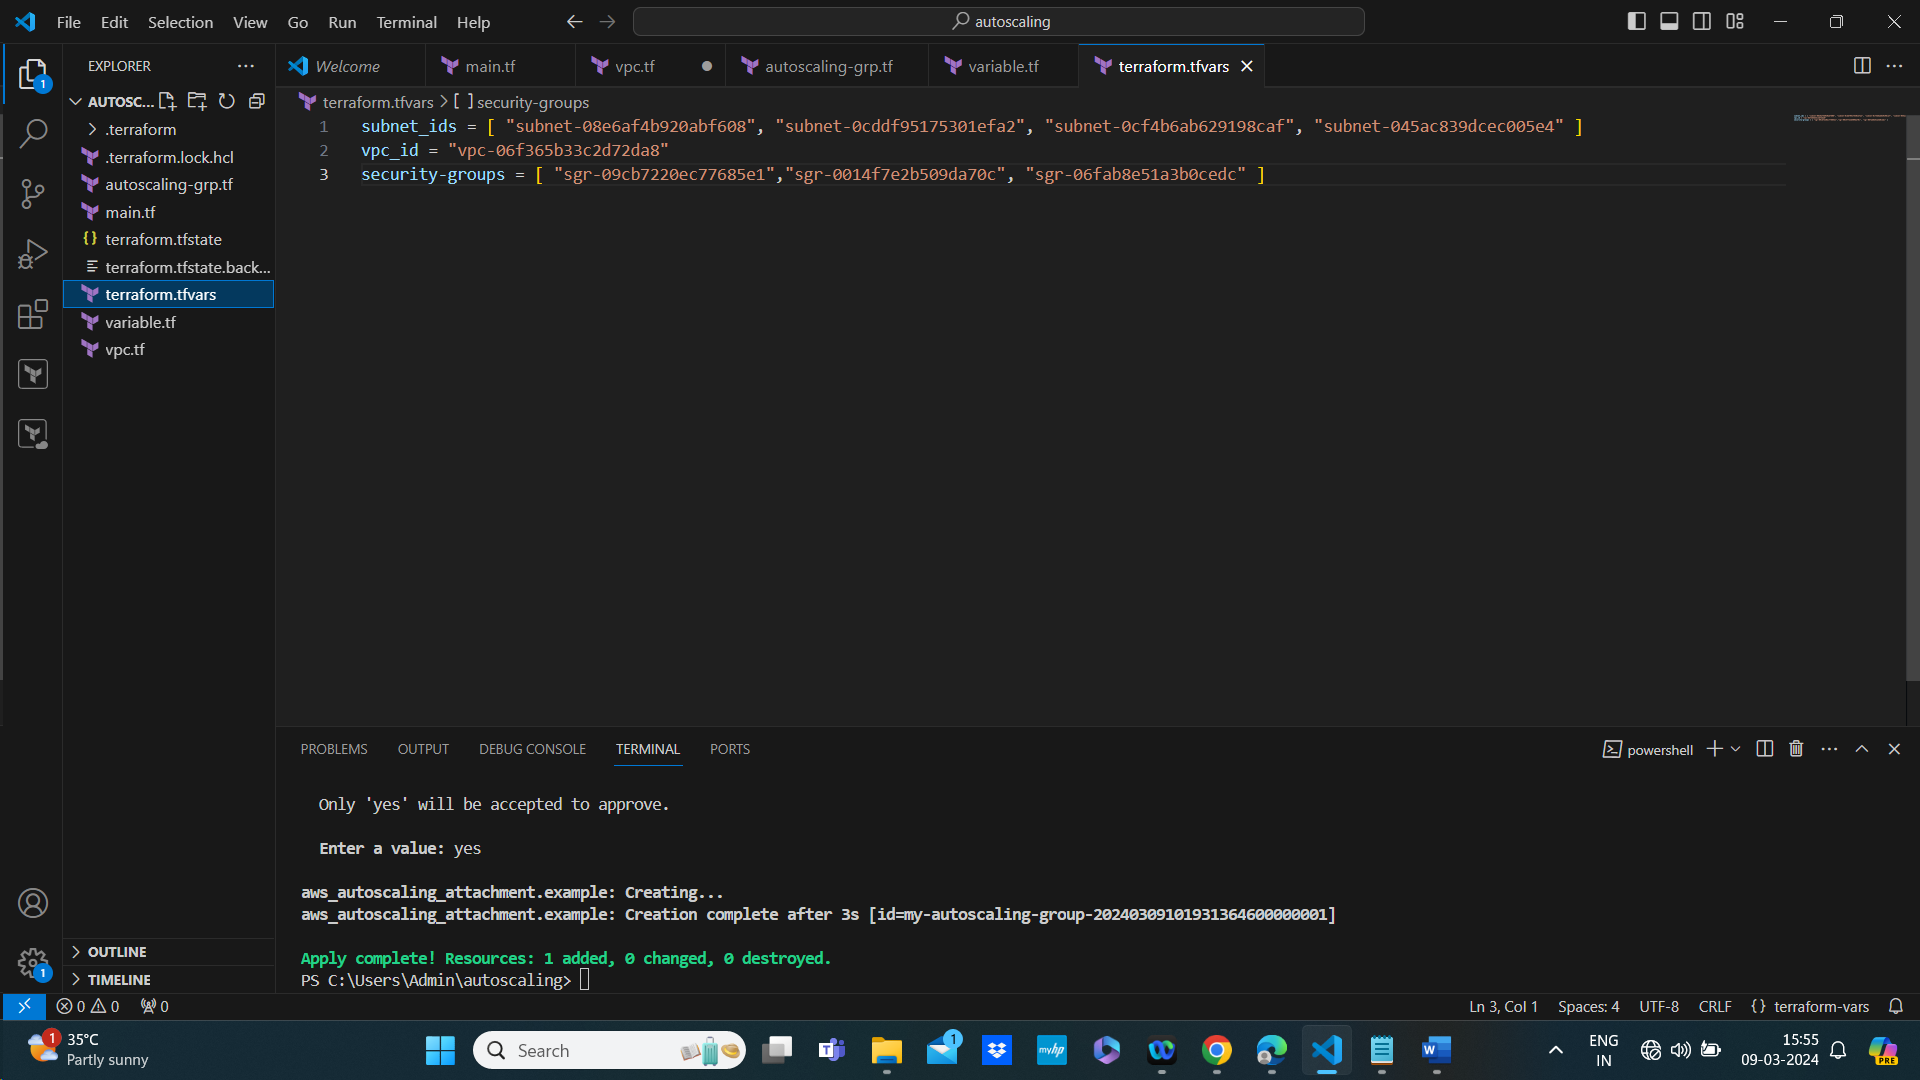 File Edit Selection View Go Run Terminal Help
autoscaling
EXPLORER
Welcome main.tf vpc.tf autoscaling-grp.tf variable.tf terraform.tfvars
AUTOSC...
.terraform
.terraform.lock.hcl
autoscaling-grp.tf
main.tf
terraform.tfstate
terraform.tfstate.back...
terraform.tfvars
variable.tf
vpc.tf
OUTLINE
TIMELINE
1
1
terraform.tfvars > [ ] security-groups
1 subnet_ids = [ "subnet-08e6af4b920abf608", "subnet-0cddf95175301efa2", "subnet-0cf4b6ab629198caf", "subnet-045ac839dcec005e4" ]
2 vpc_id = "vpc-06f365b33c2d72da8"
3 security-groups = [ "sgr-09cb7220ec77685e1","sgr-0014f7e2b509da70c", "sgr-06fab8e51a3b0cedc" ]
PROBLEMS OUTPUT DEBUG CONSOLE TERMINAL PORTS
powershell
Only 'yes' will be accepted to approve.
Enter a value: yes
aws_autoscaling_attachment.example: Creating...
aws_autoscaling_attachment.example: Creation complete after 3s [id=my-autoscaling-group-20240309101931364600000001]
Apply complete! Resources: 1 added, 0 changed, 0 destroyed.
PS C:\Users\Admin\autoscaling>
0 0 0
Ln 3, Col 1 Spaces: 4 UTF-8 CRLF {} terraform-vars
1
35°C
Partly sunny
Search
1
myhp
W
ENG
IN
15:55
09-03-2024
PRE